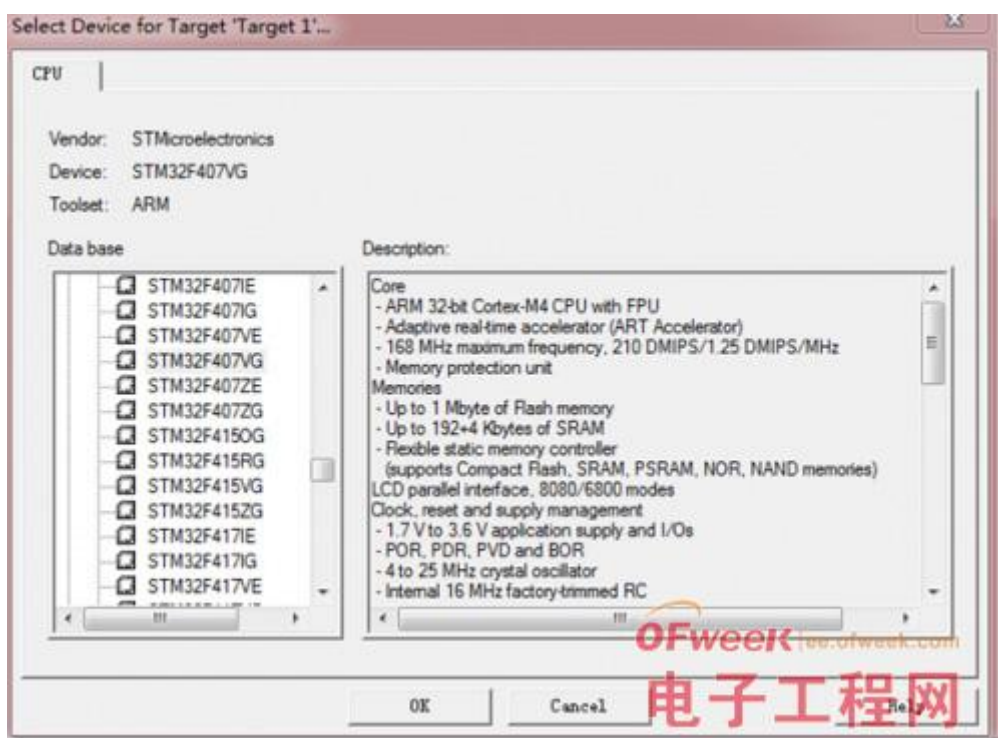 Select Device for Target 'Target 1'...
CPU
Vendor: STMicroelectronics
Device: STM32F407VG
Toolset: ARM
Data base
STM32F407IE
STM32F407IG
STM32F407VE
STM32F407VG
STM32F407ZE
STM32F407ZG
STM32F415OG
STM32F415RG
STM32F415VG
STM32F415ZG
STM32F417IE
STM32F417IG
STM32F417VE
Description:
Core
- ARM 32-bit Cortex-M4 CPU with FPU
- Adaptive real-time accelerator (ART Accelerator)
- 168 MHz maximum frequency, 210 DMIPS/1.25 DMIPS/MHz
- Memory protection unit
Memories
- Up to 1 Mbyte of Flash memory
- Up to 192+4 Kbytes of SRAM
- Flexible static memory controller
(supports Compact Flash, SRAM, PSRAM, NOR, NAND memories)
LCD parallel interface, 8080/6800 modes
Clock, reset and supply management
- 1.7 V to 3.6 V application supply and I/Os
- POR, PDR, PVD and BOR
- 4 to 25 MHz crystal oscillator
- Internal 16 MHz factory-trimmed RC
OFweek ee.ofweek.com
电子工程网
OK
Cancel
Help